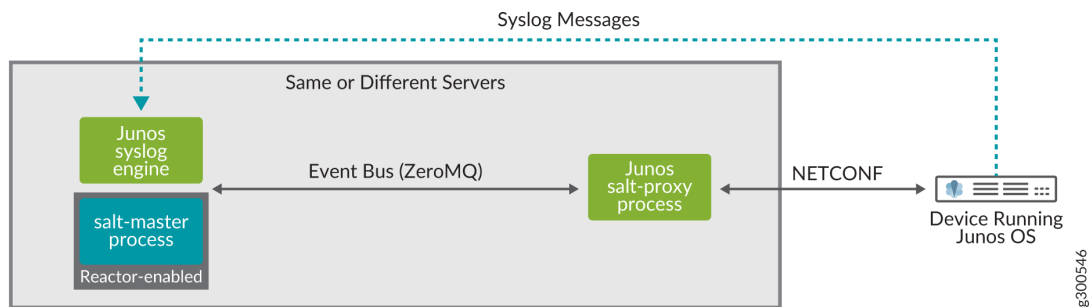 Syslog Messages
Same or Different Servers
Junos
syslog
engine
Event Bus (ZeroMQ)
Junos
salt-proxy
process
NETCONF
salt-master
process
Reactor-enabled
Device Running
Junos OS
g300546